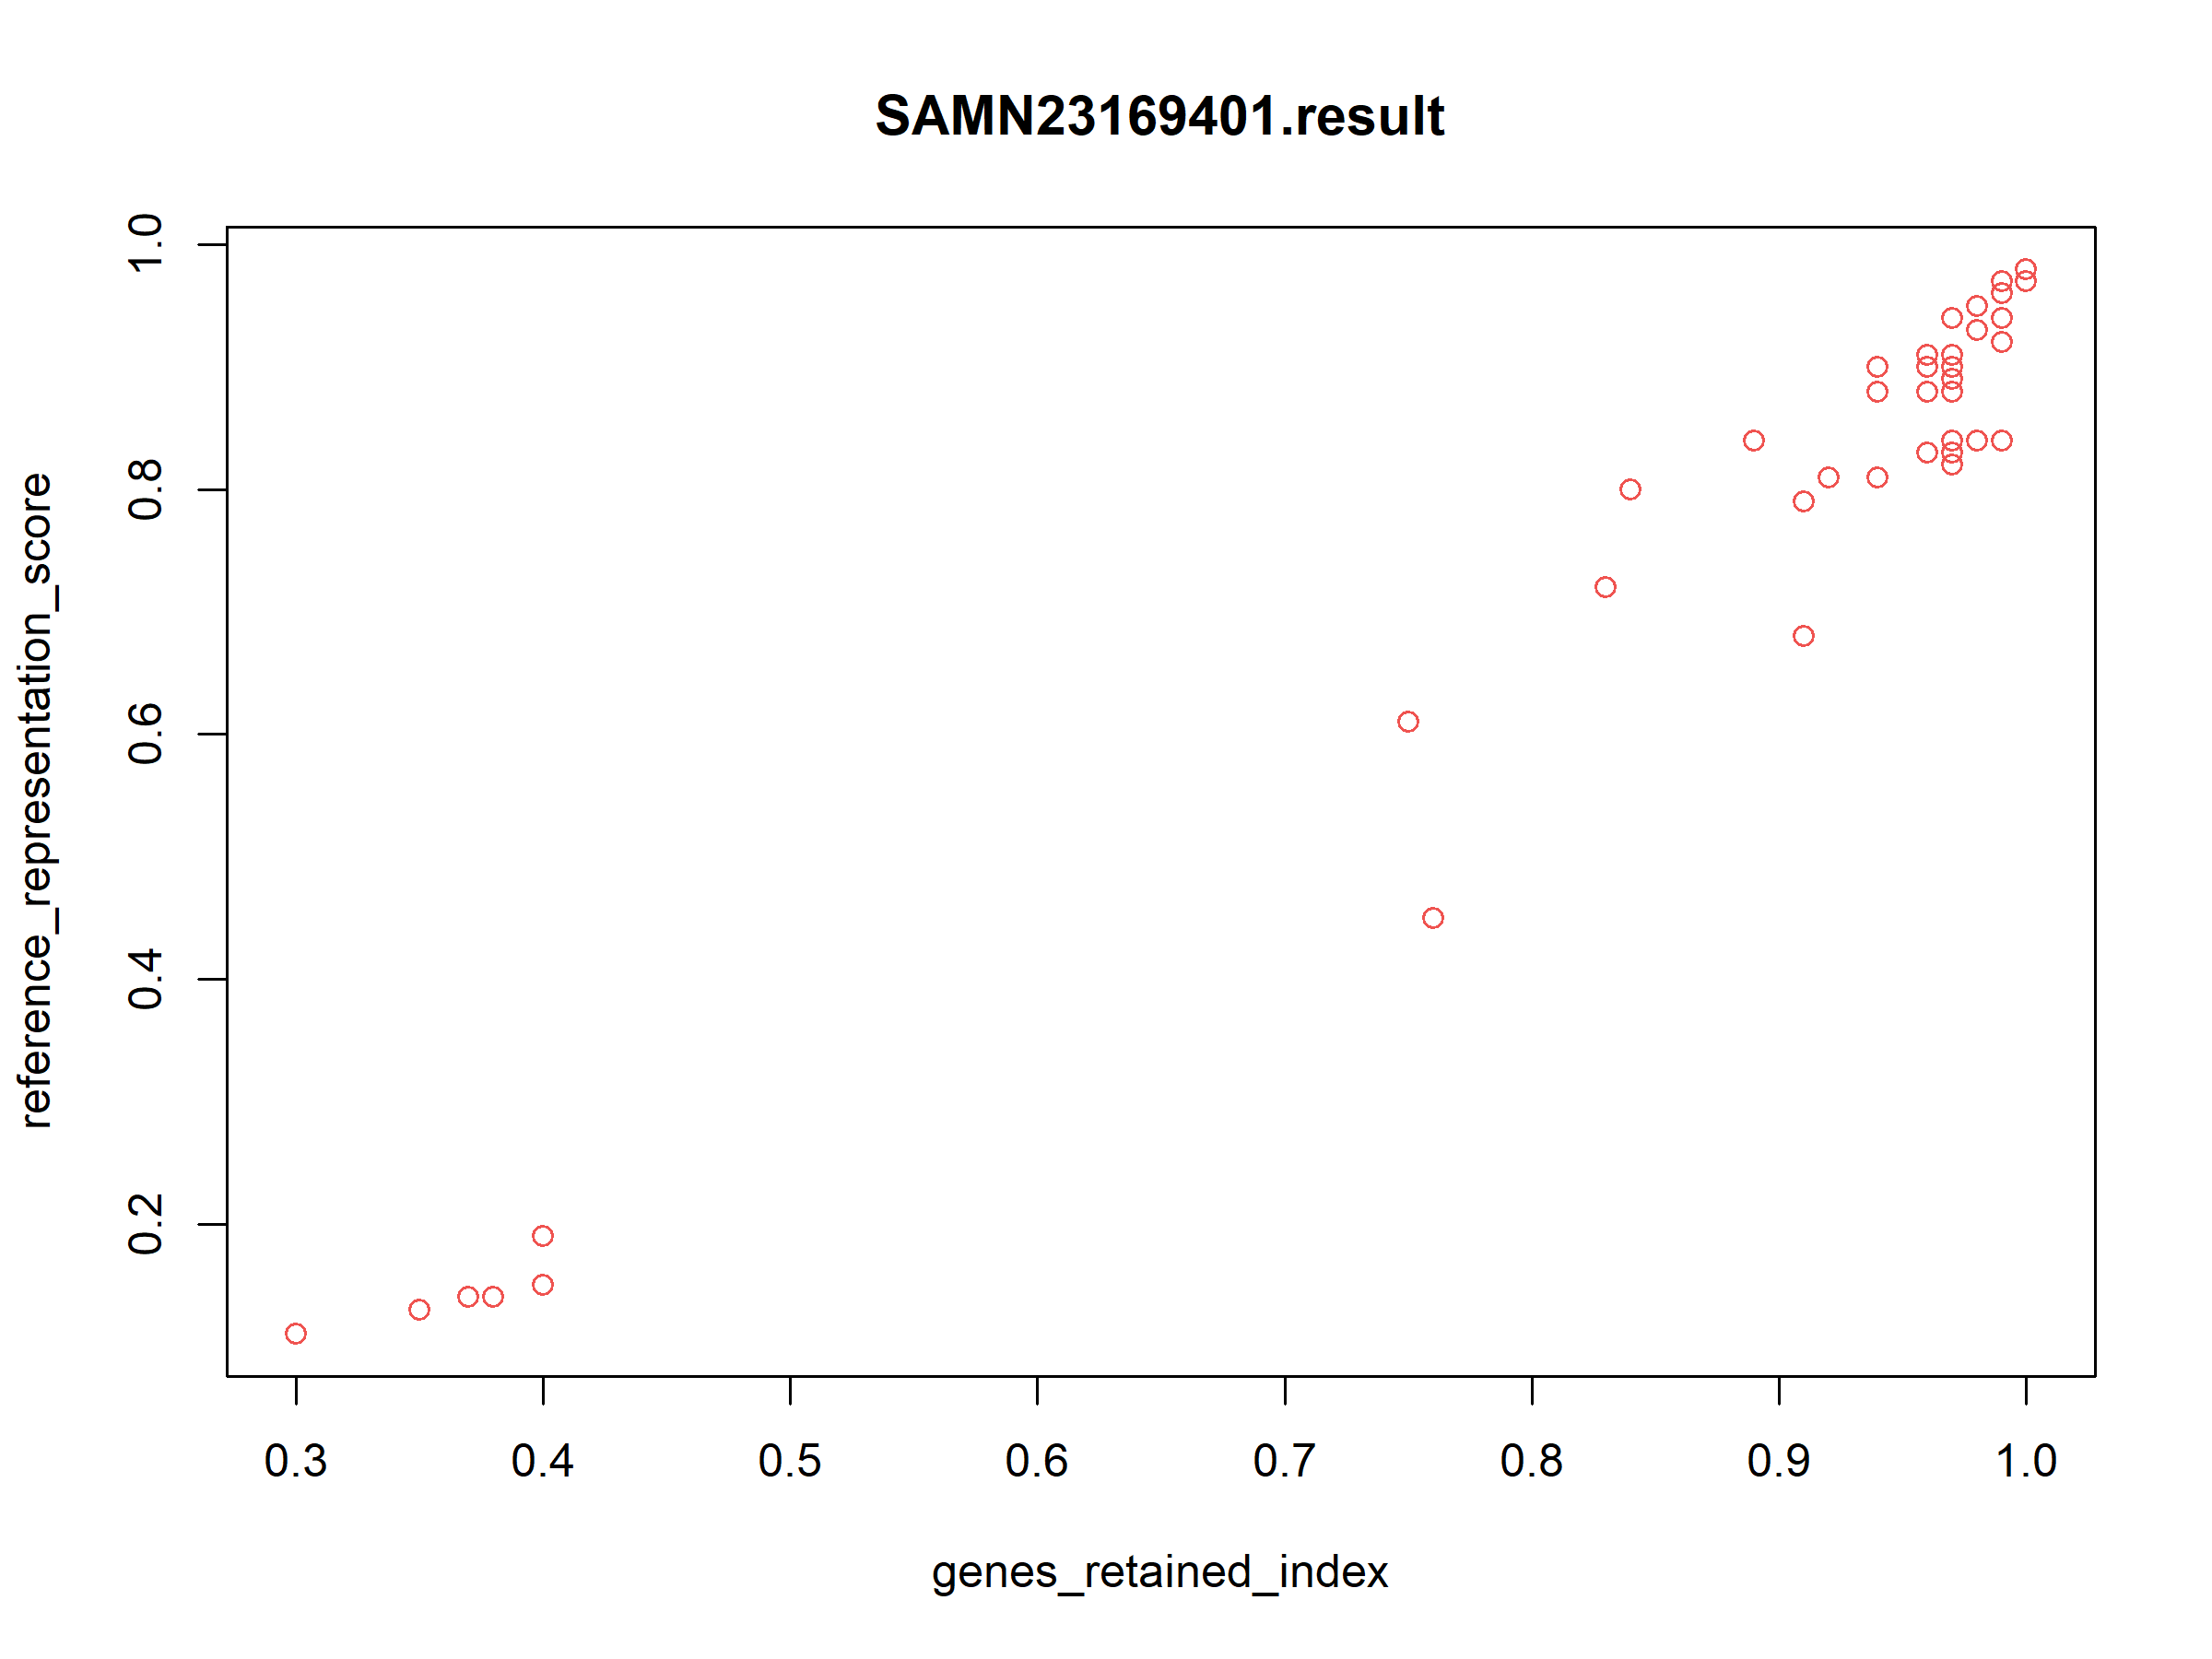 SAMN23169401.result
reference_representation_score
1.0
0.8
0.6
0.4
0.2
0.3 0.4 0.5 0.6 0.7 0.8 0.9 1.0
genes_retained_index